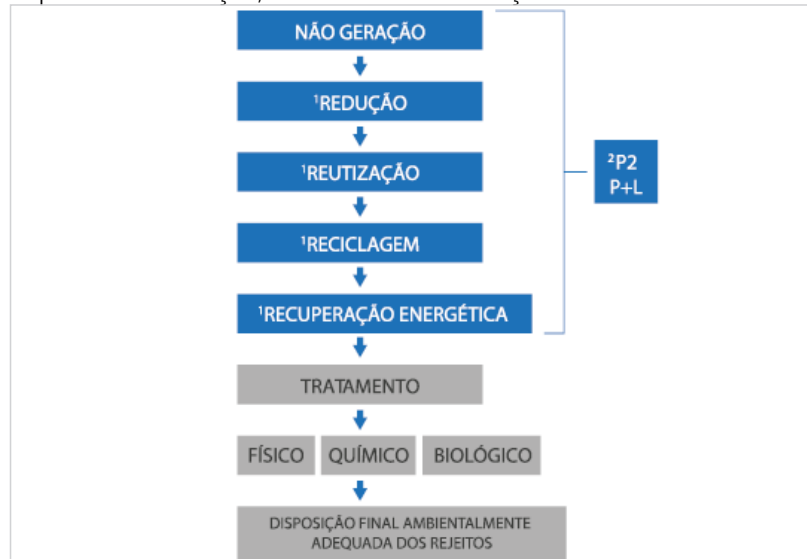 NÃO GERAÇÃO
¹REDUÇÃO
¹REUTIZAÇÃO
²P2
P+L
¹RECICLAGEM
¹RECUPERAÇÃO ENERGÉTICA
TRATAMENTO
FÍSICO QUÍMICO BIOLÓGICO
DISPOSIÇÃO FINAL AMBIENTALMENTE
ADEQUADA DOS REJEITOS